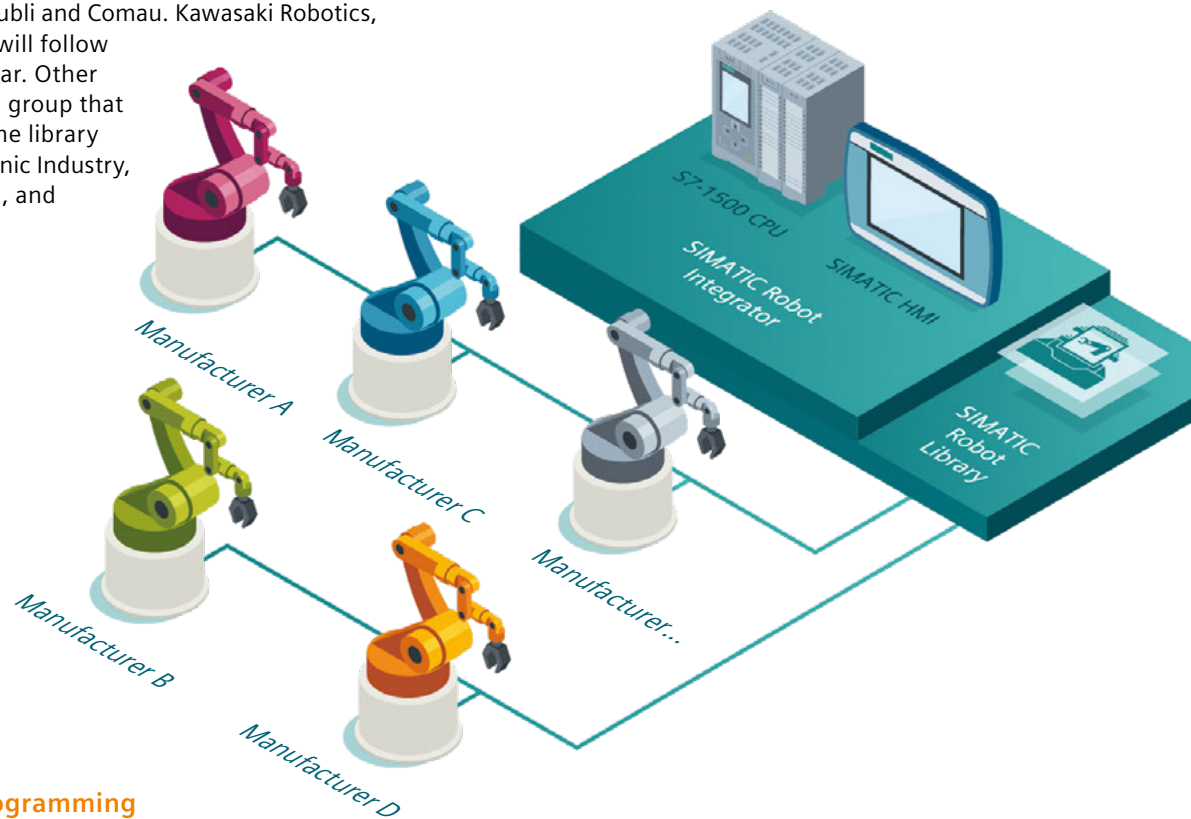 ubli and Comau. Kawasaki Robotics,
will follow
ar. Other
group that
ne library
nic Industry,
, and
S7-1500 CPU
SIMATIC HMI
SIMATIC Robot
Integrator
SIMATIC
Robot
Library
Manufacturer A
Manufacturer C
Manufacturer...
Manufacturer B
Manufacturer D
ogramming